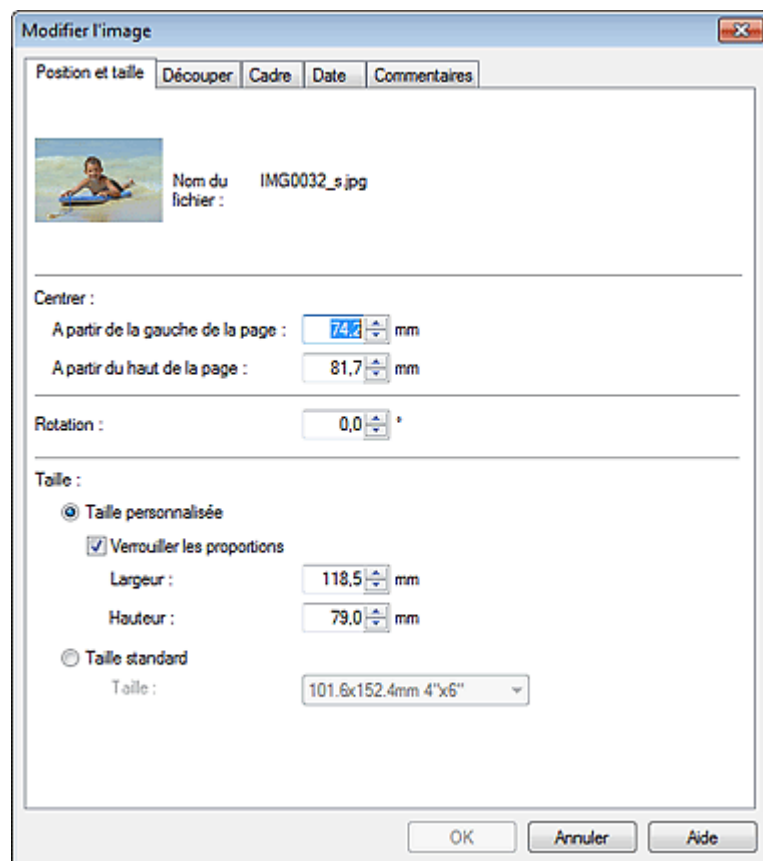 Modifier l'image
Position et taille Découper Cadre Date Commentaires
Nom du fichier : IMG0032_s.jpg
Centrer :
A partir de la gauche de la page : 74,2 mm
A partir du haut de la page : 81,7 mm
Rotation : 0,0 °
Taille :
Taille personnalisée
Verrouiller les proportions
Largeur : 118,5 mm
Hauteur : 79,0 mm
Taille standard
Taille : 101.6x152.4mm 4"x6"
OK Annuler Aide